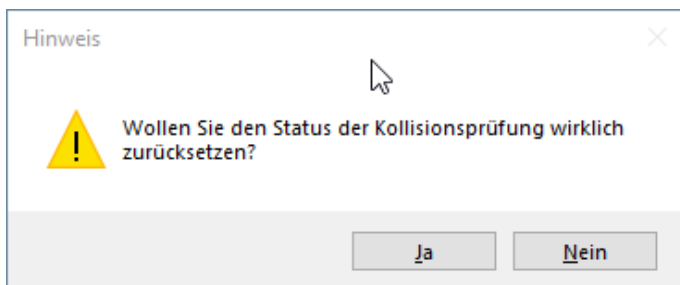 Hinweis
Wollen Sie den Status der Kollisionsprüfung wirklich
zurücksetzen?
Ja
Nein